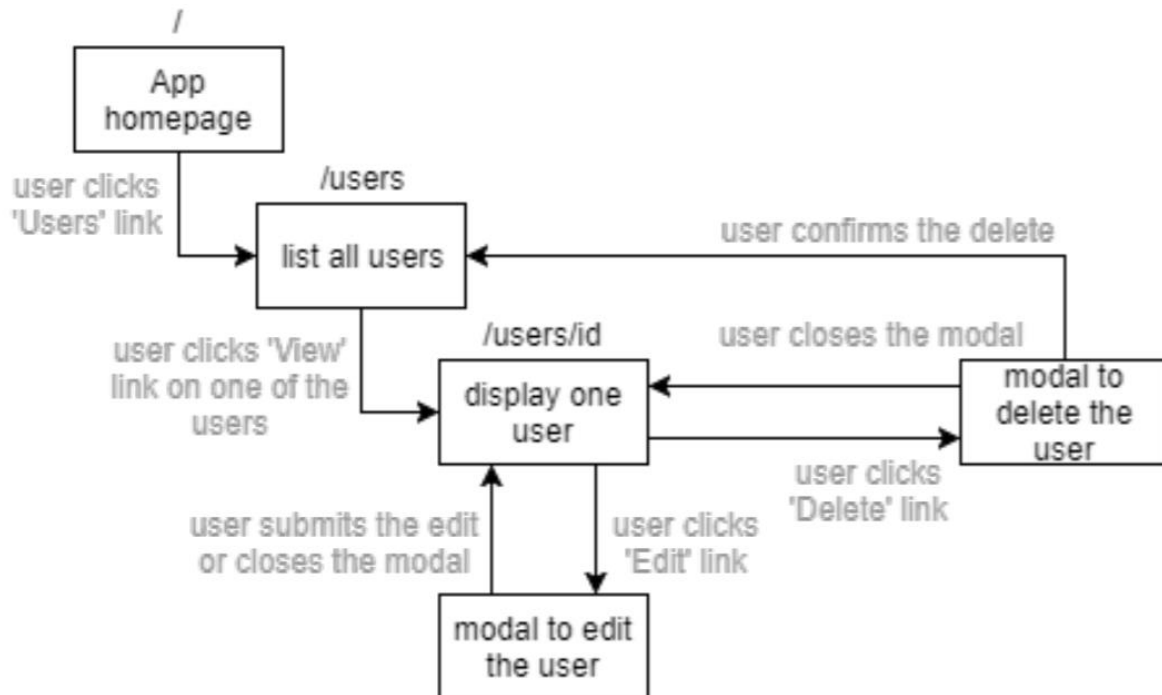 /
App
homepage
user clicks
'Users' link
/users
list all users
user confirms the delete
user clicks 'View'
link on one of the
users
/users/id
display one
user
user closes the modal
modal to
delete the
user
user clicks
'Delete' link
user submits the edit
or closes the modal
user clicks
'Edit' link
modal to edit
the user